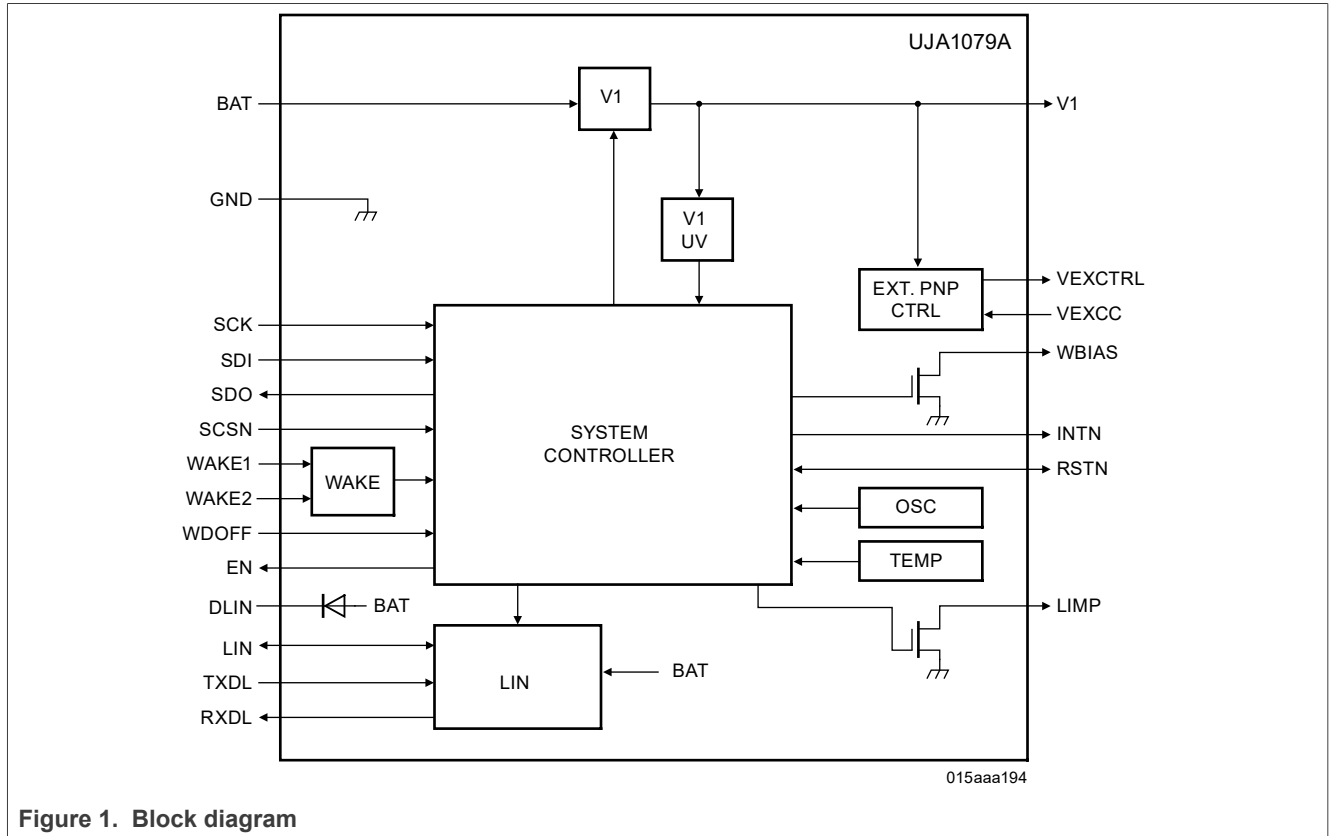 UJA1079A
BAT
V1
V1
GND
V1
UV
EXT. PNP
CTRL
VEXCTRL
VEXCC
SCK
SDI
SDO
SCSN
WAKE1
WAKE2
WAKE
WDOFF
EN
SYSTEM
CONTROLLER
WBIAS
INTN
RSTN
OSC
TEMP
DLIN
BAT
LIMP
LIN
TXDL
RXDL
LIN
BAT
015aaa194
Figure 1. Block diagram